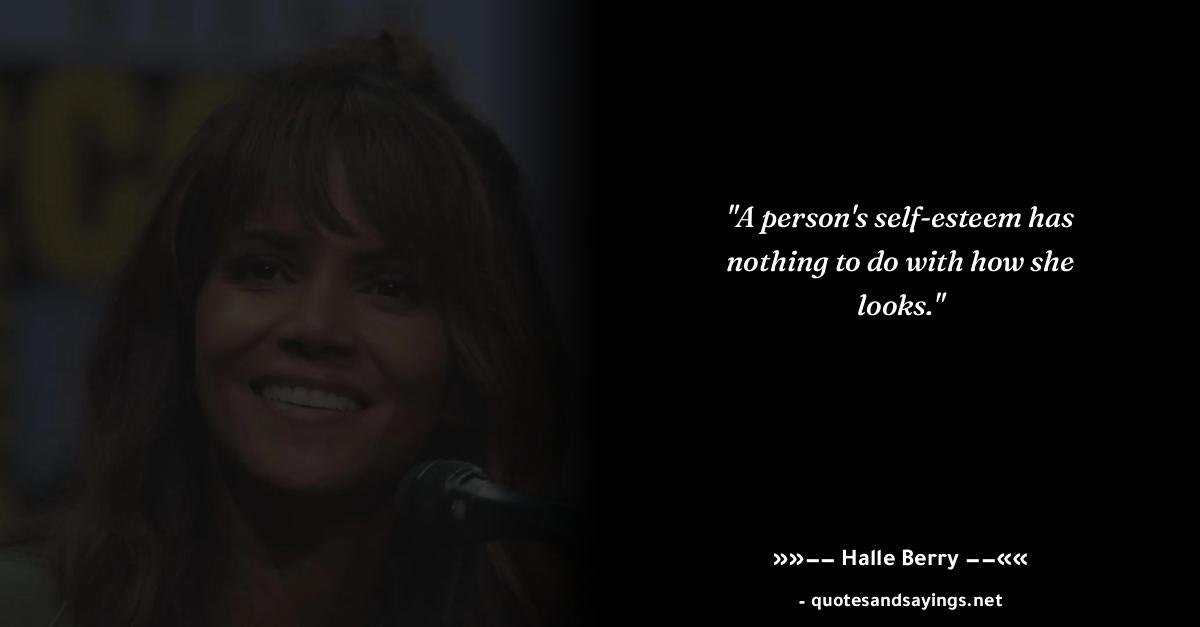 "A person's self-esteem has
nothing to do with how she
looks."
»»−− Halle Berry −−««
- quotesandsayings.net